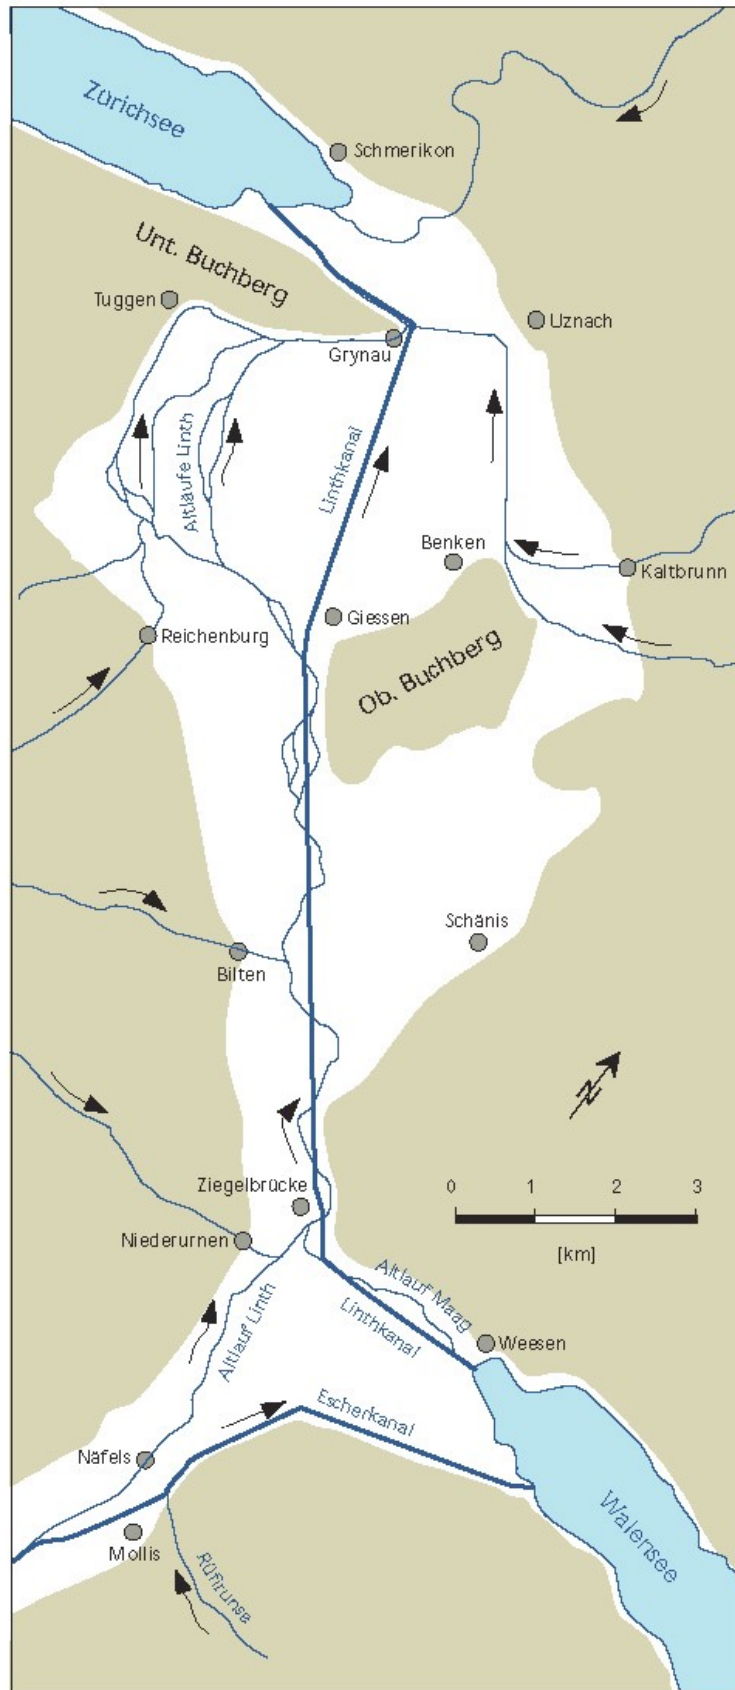 Zürichsee
Schmerikon
Unt. Buchberg
Tuggen
Uznach
Grynau
Altläufe Linth
Linthkanal
Benken
Kaltbrunn
Giessen
Reichenburg
Ob. Buchberg
Schänis
Bilten
N
Ziegelbrücke
0 1 2 3
[km]
Niederurnen
Altlauf Maag
Altlauf Linth
Linthkanal
Weesen
Escherkanal
Näfels
Walensee
Mollis
Rüfirunse